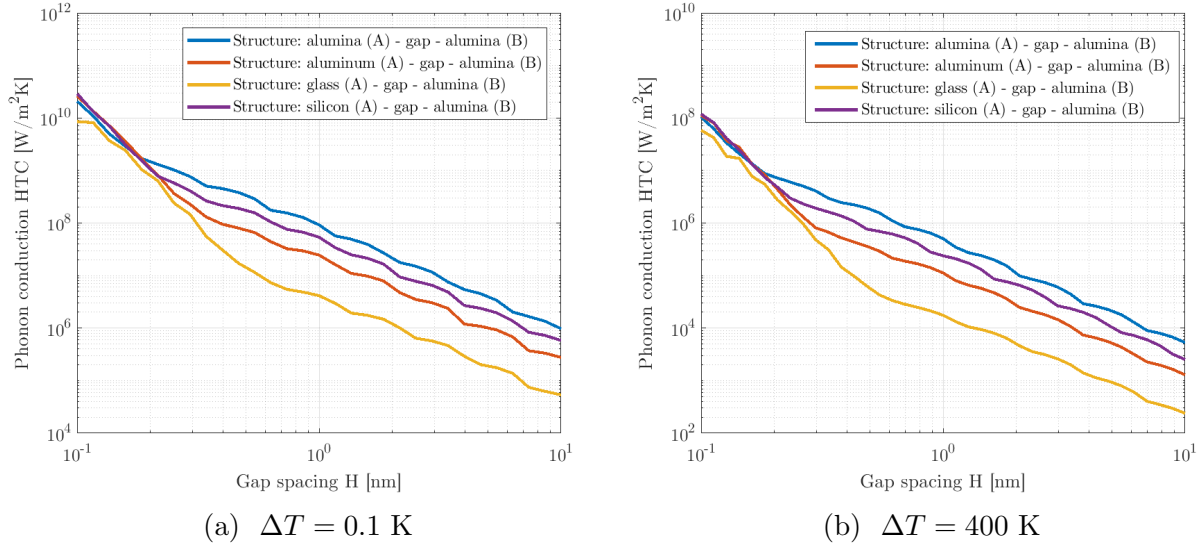 10^12
10^10
10^8
10^6
10^4
10^-1
10^0
10^1
Phonon conduction HTC [W/m^2K]
Gap spacing H [nm]
Structure: alumina (A) - gap - alumina (B)
Structure: aluminum (A) - gap - alumina (B)
Structure: glass (A) - gap - alumina (B)
Structure: silicon (A) - gap - alumina (B)
(a) ΔT = 0.1 K
10^10
10^8
10^6
10^4
10^2
10^-1
10^0
10^1
Phonon conduction HTC [W/m^2K]
Gap spacing H [nm]
Structure: alumina (A) - gap - alumina (B)
Structure: aluminum (A) - gap - alumina (B)
Structure: glass (A) - gap - alumina (B)
Structure: silicon (A) - gap - alumina (B)
(b) ΔT = 400 K